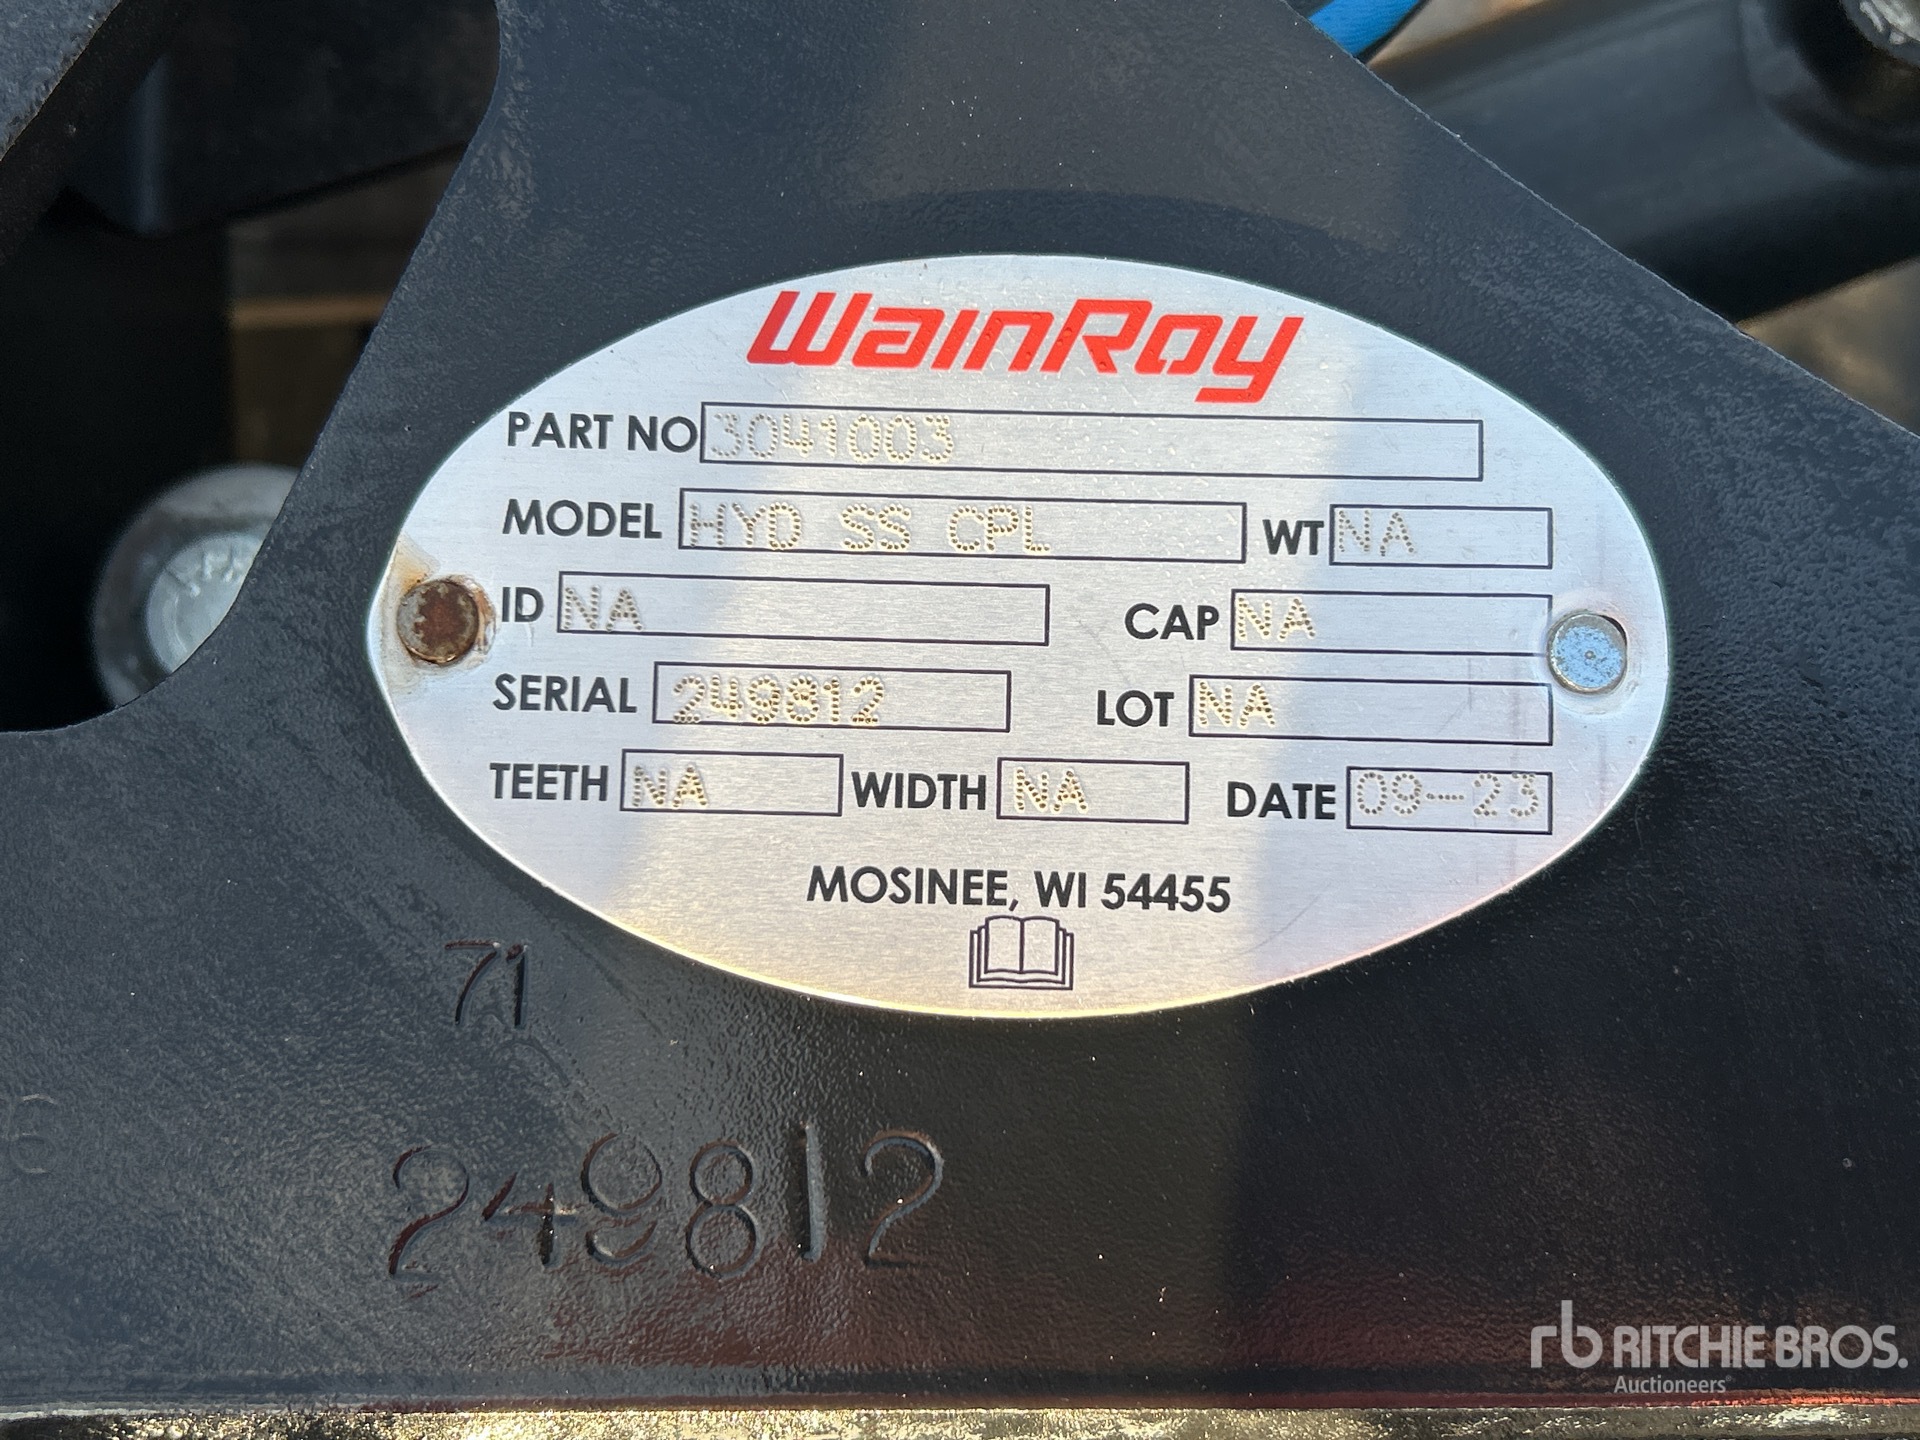 WainRoy
PART NO 3041003
MODEL HYD SS CPL WT NA
ID NA CAP NA
SERIAL 249812 LOT NA
TEETH NA WIDTH NA DATE 09-23
MOSINEE, WI 54455
71
249812
rb RITCHIE BROS.
Auctioneers